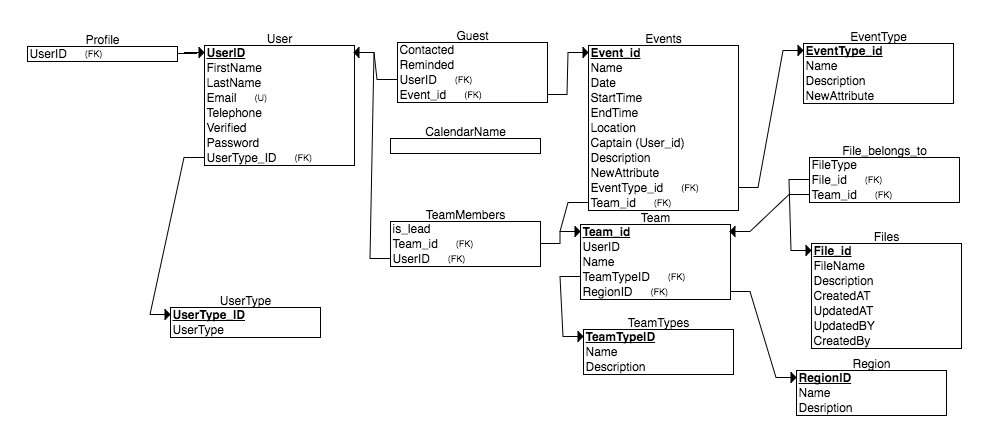 Profile
UserID (FK)
User
UserID
FirstName
LastName
Email (U)
Telephone
Verified
Password
UserType_ID (FK)
Guest
Contacted
Reminded
UserID (FK)
Event_id (FK)
Events
Event_id
Name
Date
StartTime
EndTime
Location
Captain (User_id)
Description
NewAttribute
EventType_id (FK)
Team_id (FK)
EventType
EventType_id
Name
Description
NewAttribute
CalendarName
File_belongs_to
FileType
File_id (FK)
Team_id (FK)
TeamMembers
is_lead
Team_id (FK)
UserID (FK)
Team
Team_id
UserID
Name
TeamTypeID (FK)
RegionID (FK)
Files
File_id
FileName
Description
CreatedAT
UpdatedAT
UpdatedBY
CreatedBy
UserType
UserType_ID
UserType
TeamTypes
TeamTypeID
Name
Description
Region
RegionID
Name
Desription